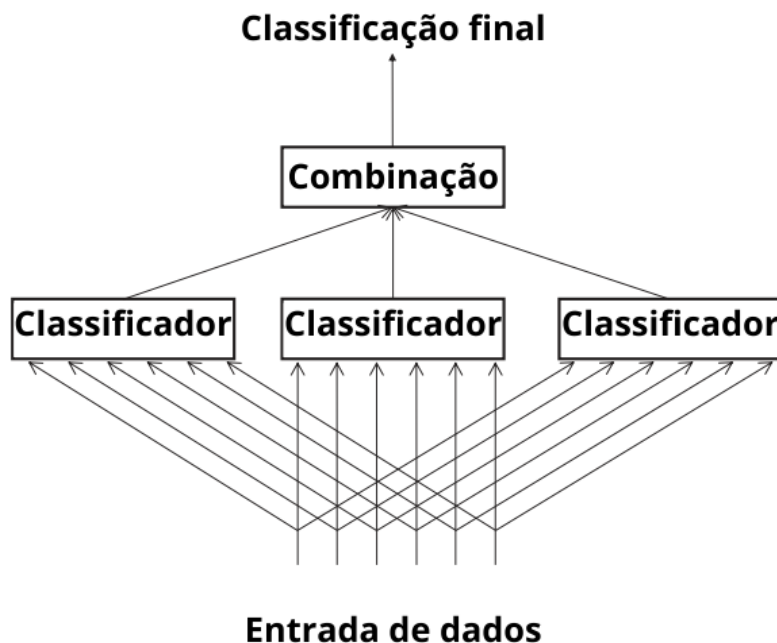 Classificação final
Combinação
Classificador
Classificador
Classificador
Entrada de dados